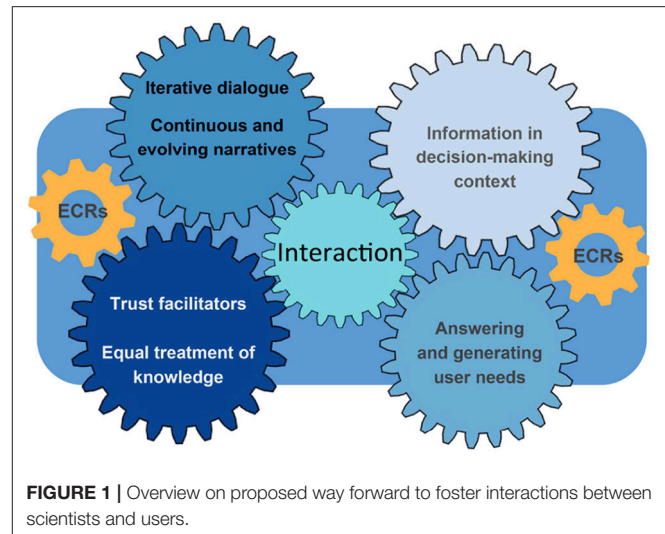 Iterative dialogue
Continuous and
evolving narratives
Information in
decision-making
context
ECRs
ECRs
Interaction
Trust facilitators
Equal treatment of
knowledge
Answering
and generating
user needs
FIGURE 1 | Overview on proposed way forward to foster interactions between
scientists and users.